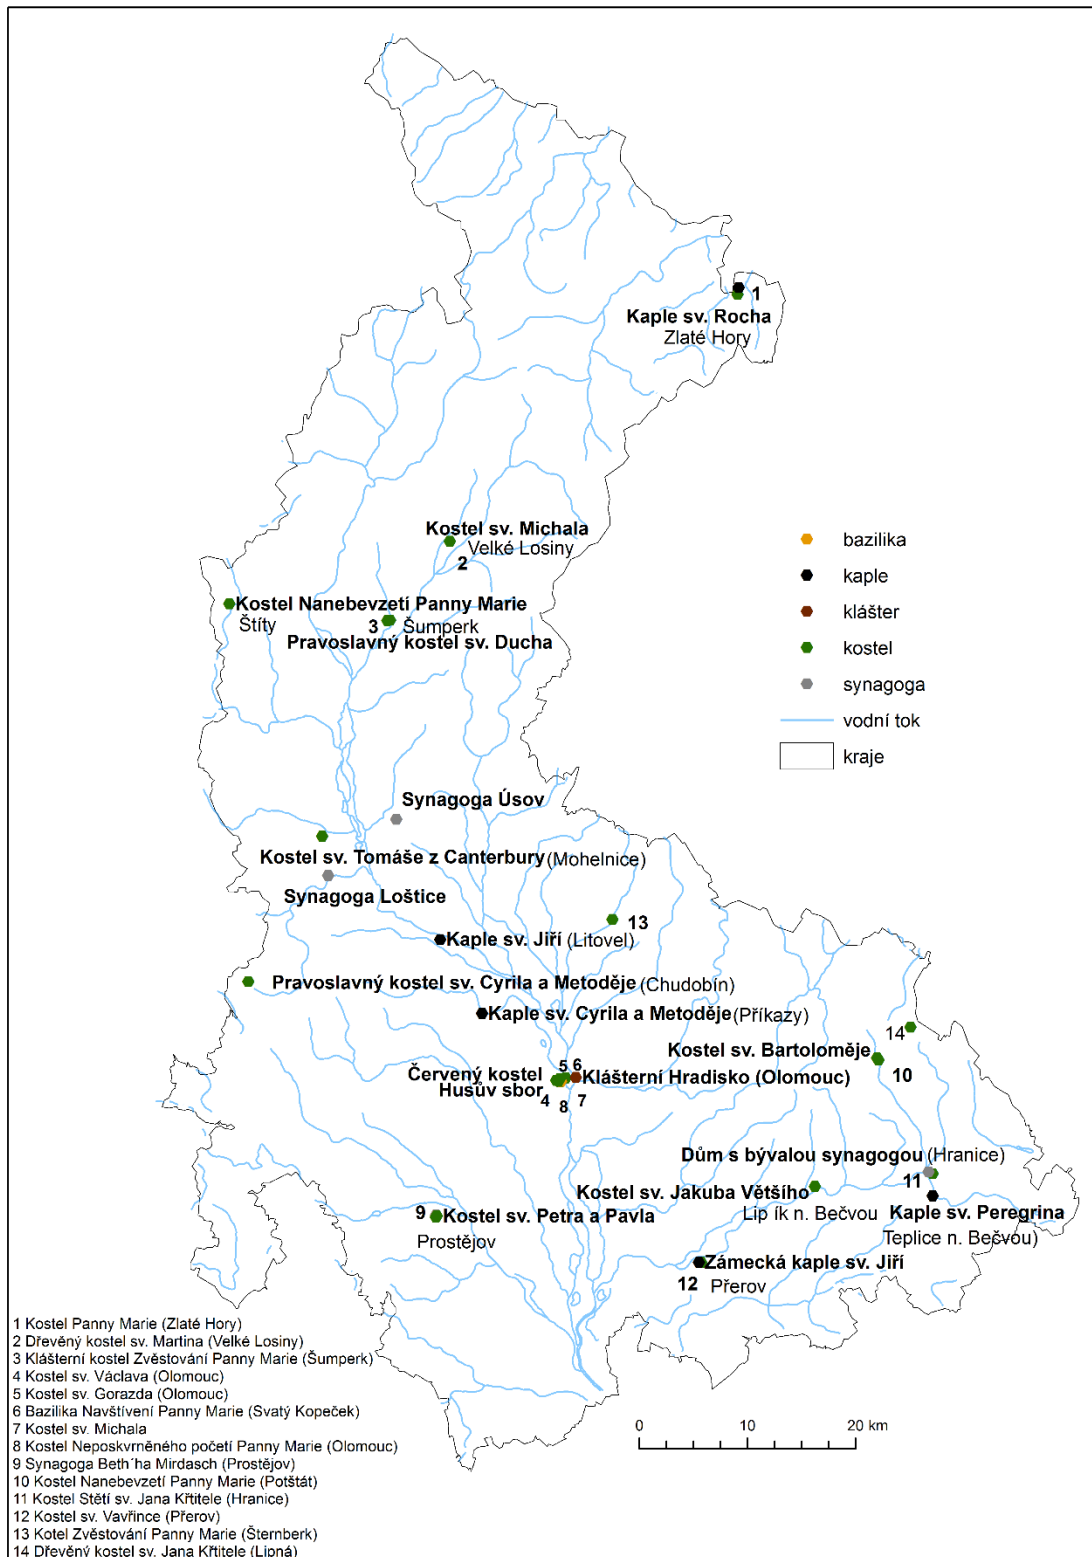 1
Kaple sv. Rocha
Zlaté Hory
Kostel sv. Michala
Velké Losiny
2
Kostel Nanebevzetí Panny Marie
Štíty
3 Šumperk
Pravoslavný kostel sv. Ducha
bazilika
kaple
klášter
kostel
synagoga
vodní tok
kraje
Synagoga Úsov
Kostel sv. Tomáše z Canterbury (Mohelnice)
Synagoga Loštice
13
Kaple sv. Jiří (Litovel)
Pravoslavný kostel sv. Cyrila a Metoděje (Chudobín)
Kaple sv. Cyrila a Metoděje (Příkazy)
14
Kostel sv. Bartoloměje
10
5 6
Červený kostel
Klášterní Hradisko (Olomouc)
Husův sbor
4 8 7
Dům s bývalou synagogou (Hranice)
11
Kostel sv. Jakuba Většího
Lip ík n. Bečvou
Kaple sv. Peregrina
Teplice n. Bečvou)
9 Kostel sv. Petra a Pavla
Prostějov
Zámecká kaple sv. Jiří
12 Přerov
1 Kostel Panny Marie (Zlaté Hory)
2 Dřevěný kostel sv. Martina (Velké Losiny)
3 Klášterní kostel Zvěstování Panny Marie (Šumperk)
4 Kostel sv. Václava (Olomouc)
5 Kostel sv. Gorazda (Olomouc)
6 Bazilika Navštívení Panny Marie (Svatý Kopeček)
7 Kostel sv. Michala
8 Kostel Neposkvrněného početí Panny Marie (Olomouc)
9 Synagoga Beth´ha Mirdasch (Prostějov)
10 Kostel Nanebevzetí Panny Marie (Potštát)
11 Kostel Stětí sv. Jana Křtitele (Hranice)
12 Kostel sv. Vavřince (Přerov)
13 Kotel Zvěstování Panny Marie (Šternberk)
14 Dřevěný kostel sv. Jana Křtitele (Lipná)
0 10 20 km